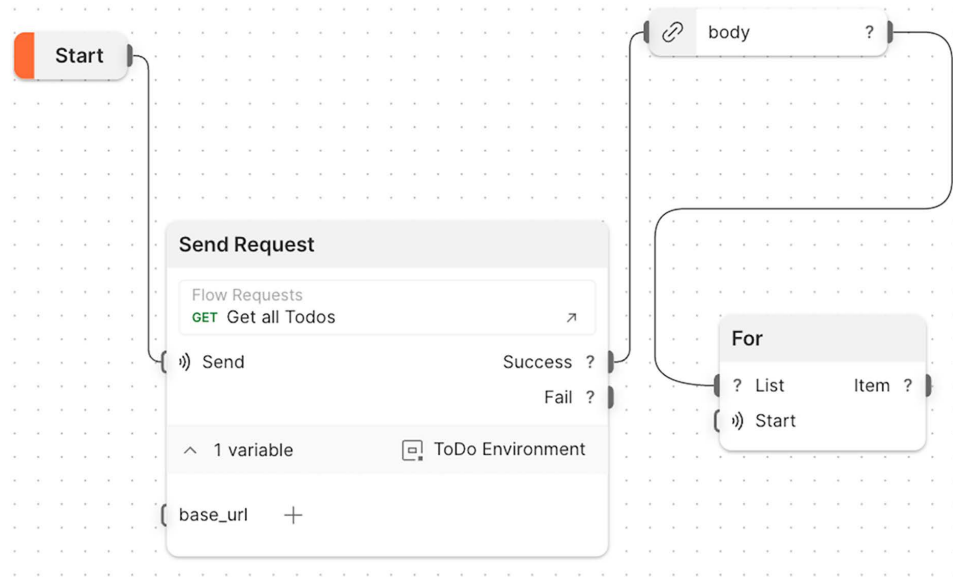 Start
body ?
Send Request
Flow Requests
GET Get all Todos
Send Success ?
Fail ?
1 variable ToDo Environment
base_url
For
? List Item ?
Start